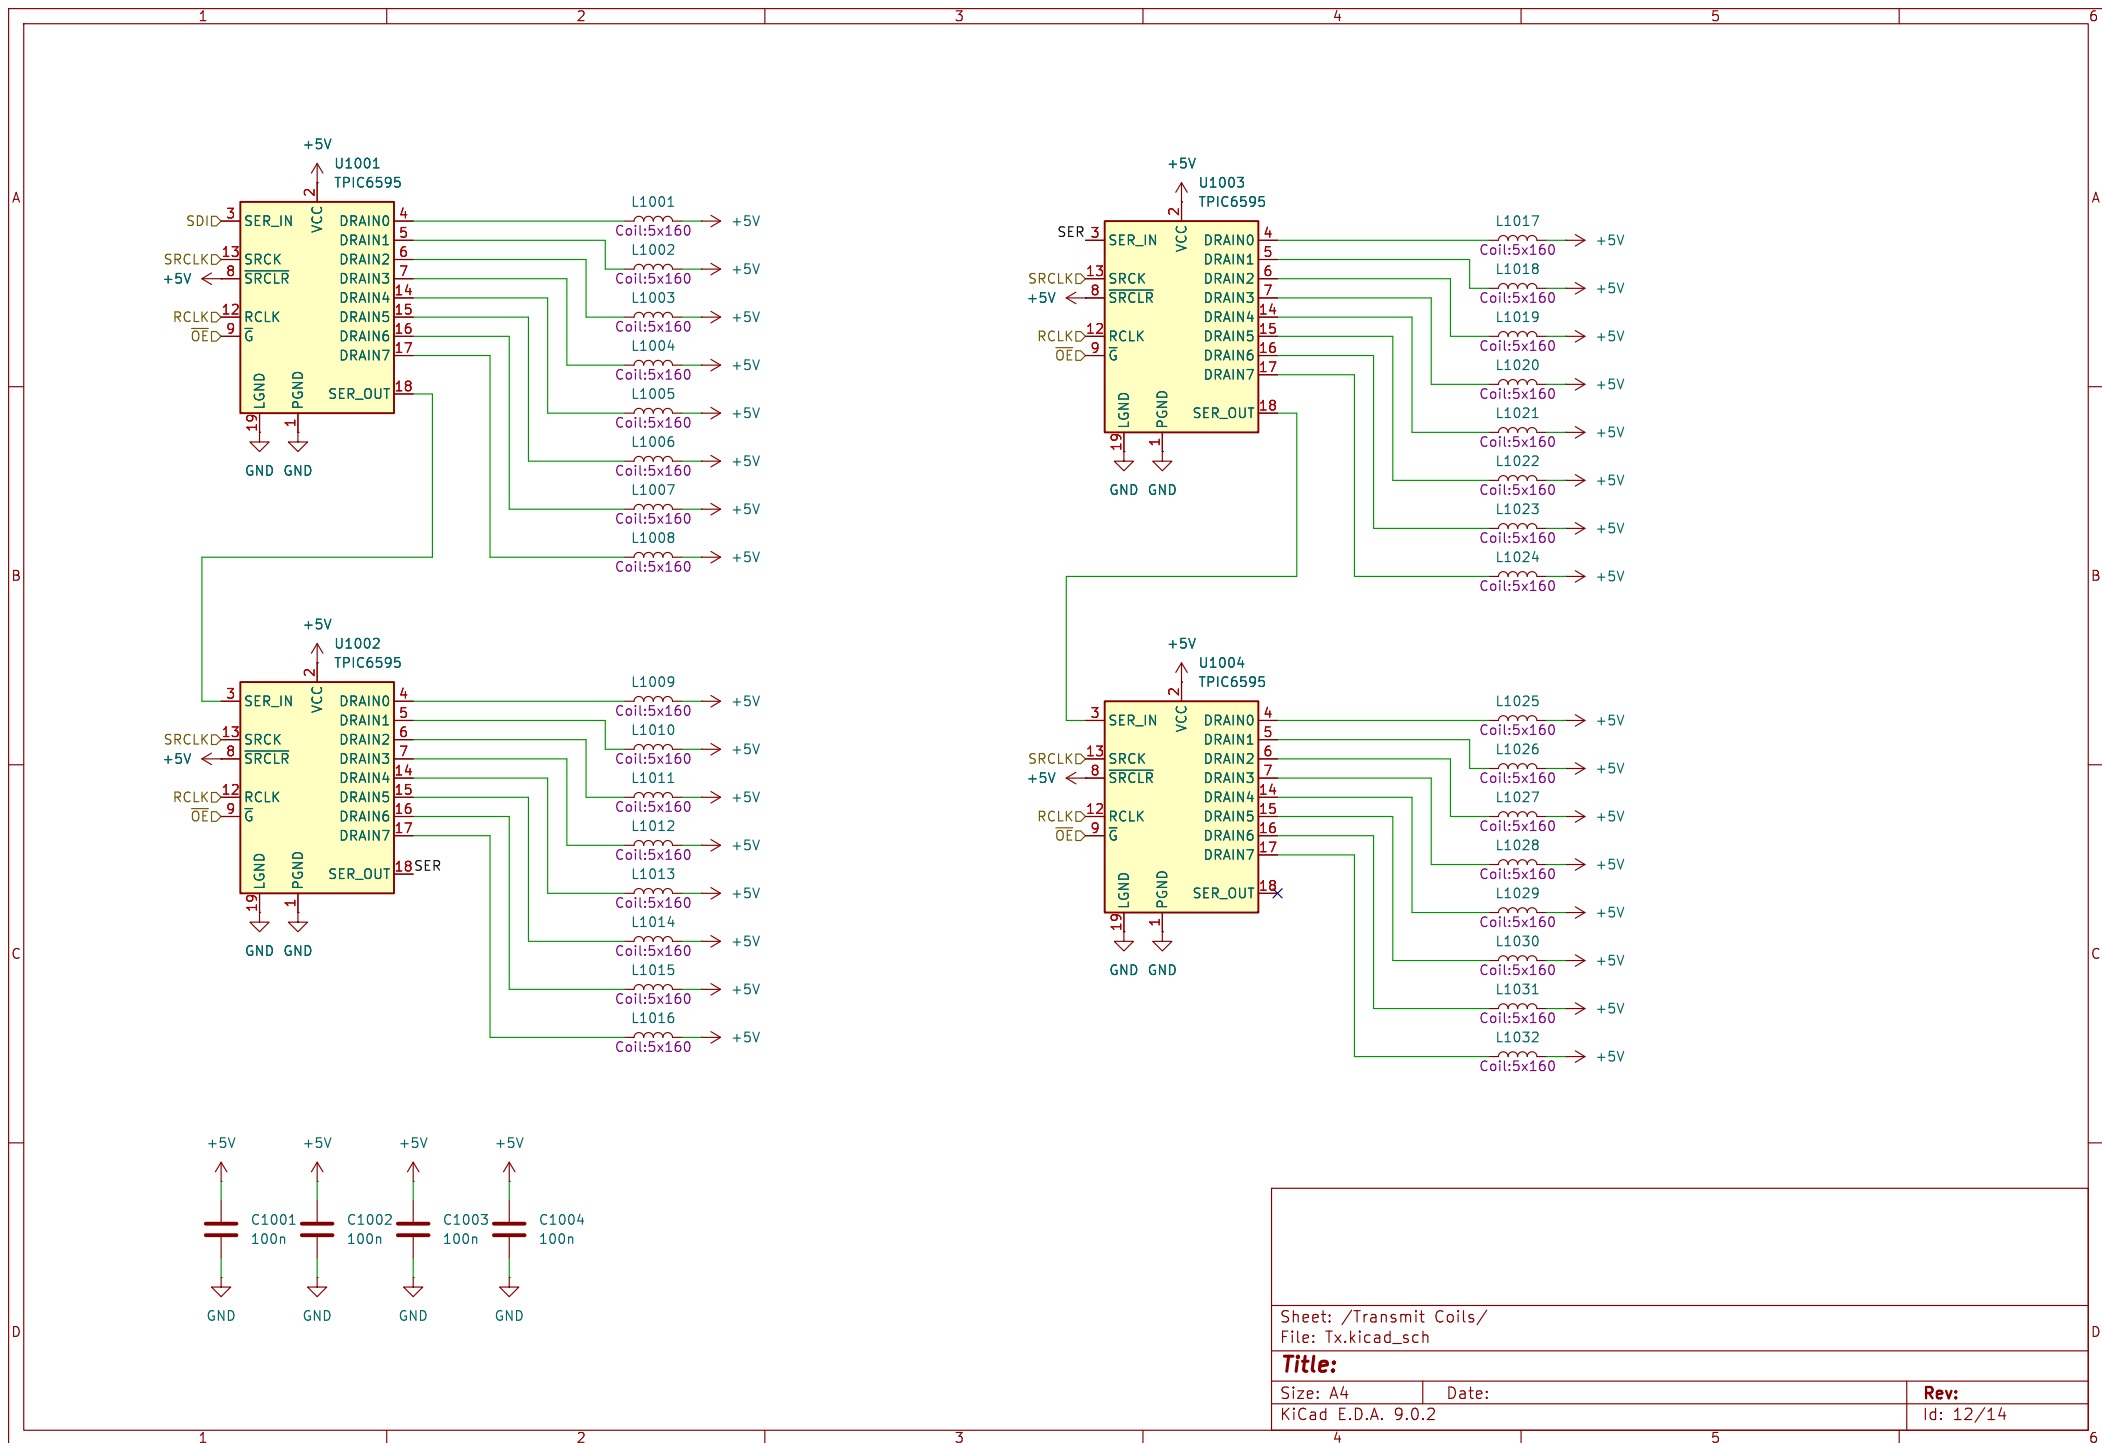 1 2 3 4 5 6
A
B
C
D
A
B
C
D
+5V
U1001
TPIC6595
2
VCC
SDI 3 SER_IN
SRCLK 13 SRCK
+5V 8 SRCLR
RCLK 12 RCLK
OE 9 G
DRAIN0 4
DRAIN1 5
DRAIN2 6
DRAIN3 7
DRAIN4 14
DRAIN5 15
DRAIN6 16
DRAIN7 17
SER_OUT 18
LGND PGND
19 1
GND GND
L1001
Coil:5x160 +5V
L1002
Coil:5x160 +5V
L1003
Coil:5x160 +5V
L1004
Coil:5x160 +5V
L1005
Coil:5x160 +5V
L1006
Coil:5x160 +5V
L1007
Coil:5x160 +5V
L1008
Coil:5x160 +5V
+5V
U1002
TPIC6595
2
VCC
3 SER_IN
SRCLK 13 SRCK
+5V 8 SRCLR
RCLK 12 RCLK
OE 9 G
DRAIN0 4
DRAIN1 5
DRAIN2 6
DRAIN3 7
DRAIN4 14
DRAIN5 15
DRAIN6 16
DRAIN7 17
SER_OUT 18 SER
LGND PGND
19 1
GND GND
L1009
Coil:5x160 +5V
L1010
Coil:5x160 +5V
L1011
Coil:5x160 +5V
L1012
Coil:5x160 +5V
L1013
Coil:5x160 +5V
L1014
Coil:5x160 +5V
L1015
Coil:5x160 +5V
L1016
Coil:5x160 +5V
+5V
U1003
TPIC6595
2
VCC
SER 3 SER_IN
SRCLK 13 SRCK
+5V 8 SRCLR
RCLK 12 RCLK
OE 9 G
DRAIN0 4
DRAIN1 5
DRAIN2 6
DRAIN3 7
DRAIN4 14
DRAIN5 15
DRAIN6 16
DRAIN7 17
SER_OUT 18
LGND PGND
19 1
GND GND
L1017
Coil:5x160 +5V
L1018
Coil:5x160 +5V
L1019
Coil:5x160 +5V
L1020
Coil:5x160 +5V
L1021
Coil:5x160 +5V
L1022
Coil:5x160 +5V
L1023
Coil:5x160 +5V
L1024
Coil:5x160 +5V
+5V
U1004
TPIC6595
2
VCC
3 SER_IN
SRCLK 13 SRCK
+5V 8 SRCLR
RCLK 12 RCLK
OE 9 G
DRAIN0 4
DRAIN1 5
DRAIN2 6
DRAIN3 7
DRAIN4 14
DRAIN5 15
DRAIN6 16
DRAIN7 17
SER_OUT 18
LGND PGND
19 1
GND GND
L1025
Coil:5x160 +5V
L1026
Coil:5x160 +5V
L1027
Coil:5x160 +5V
L1028
Coil:5x160 +5V
L1029
Coil:5x160 +5V
L1030
Coil:5x160 +5V
L1031
Coil:5x160 +5V
L1032
Coil:5x160 +5V
+5V +5V +5V +5V
C1001 C1002 C1003 C1004
100n 100n 100n 100n
GND GND GND GND
Sheet: /Transmit Coils/
File: Tx.kicad_sch
Title:
Size: A4 Date: Rev:
KiCad E.D.A. 9.0.2 Id: 12/14
1 2 3 4 5 6